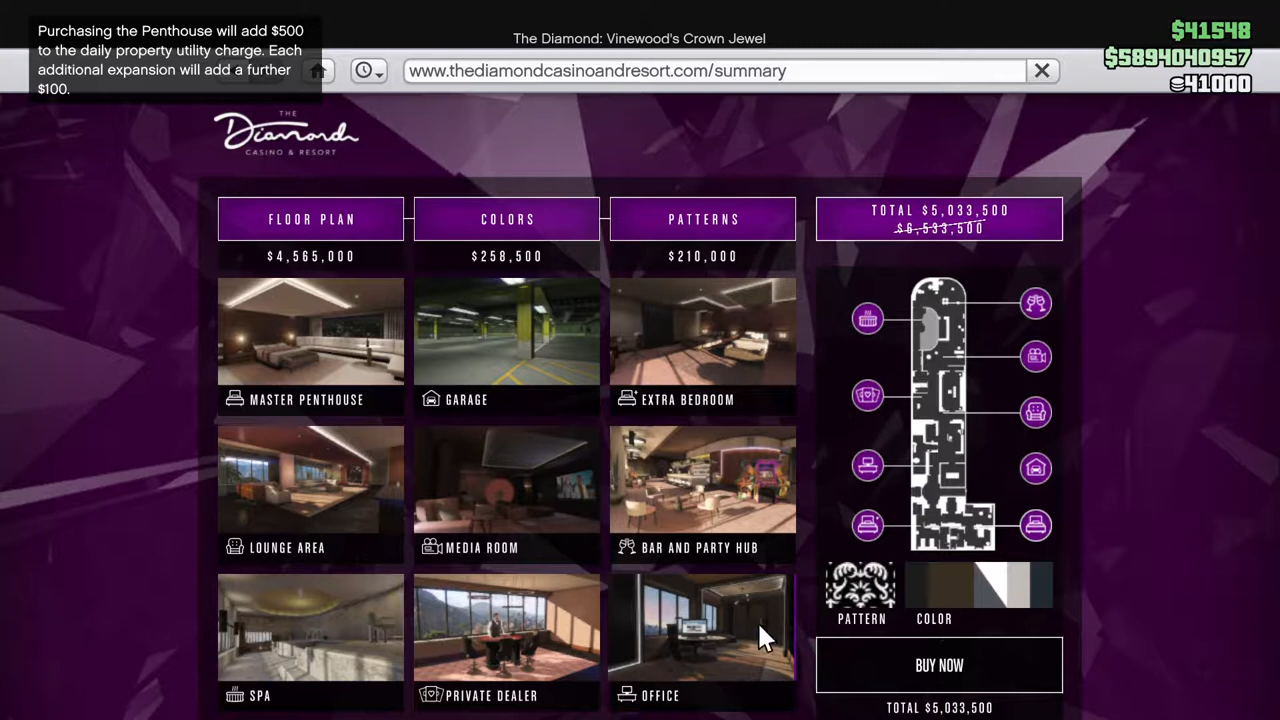 Purchasing the Penthouse will add $500
to the daily property utility charge. Each
additional expansion will add a further
$100.
The Diamond: Vinewood's Crown Jewel
$41548
$5894040957
41000
www.thediamondcasinoandresort.com/summary
THE
Diamond
CASINO & RESORT
FLOOR PLAN
COLORS
PATTERNS
TOTAL $5,033,500
$6,533,500
$4,565,000
$258,500
$210,000
MASTER PENTHOUSE
GARAGE
EXTRA BEDROOM
LOUNGE AREA
MEDIA ROOM
BAR AND PARTY HUB
SPA
PRIVATE DEALER
OFFICE
PATTERN
COLOR
BUY NOW
TOTAL $5,033,500